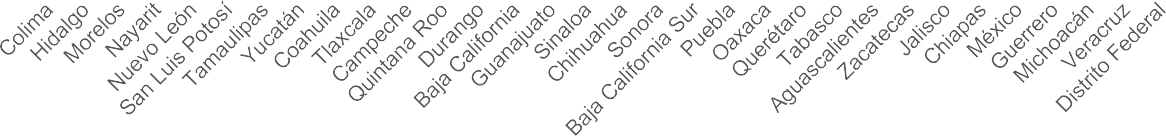 Colima
Hidalgo
Morelos
Nayarit
Nuevo León
San Luis Potosí
Tamaulipas
Yucatán
Coahuila
Tlaxcala
Campeche
Quintana Roo
Durango
Baja California
Guanajuato
Sinaloa
Chihuahua
Sonora
Baja California Sur
Puebla
Oaxaca
Querétaro
Tabasco
Aguascalientes
Zacatecas
Jalisco
Chiapas
México
Guerrero
Michoacán
Veracruz
Distrito Federal